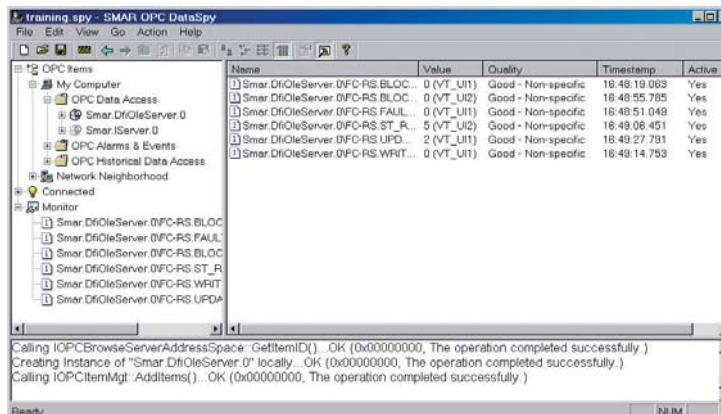 training.spy - SMAR OPC DataSpy
File Edit View Go Action Help
OPC Items
My Computer
OPC Data Access
Smar.DfiOleServer.0
Smar.IServer.0
OPC Alarms & Events
OPC Historical Data Access
Network Neighborhood
Connected
Monitor
Smar.DfiOleServer.0\FC-RS.BLOC
Smar.DfiOleServer.0\FC-RS.FAUL
Smar.DfiOleServer.0\FC-RS.BLOC
Smar.DfiOleServer.0\FC-RS.ST_R
Smar.DfiOleServer.0\FC-RS.WRIT
Smar.DfiOleServer.0\FC-RS.UPDA
Name Value Quality Timestamp Active
Smar.DfiOleServer.0\FC-RS.BLOC... 0 (VT_UI1) Good - Non-specific 16:48:19.063 Yes
Smar.DfiOleServer.0\FC-RS.BLOC... 0 (VT_UI2) Good - Non-specific 16:48:55.785 Yes
Smar.DfiOleServer.0\FC-RS.FAUL... 0 (VT_UI1) Good - Non-specific 16:48:51.049 Yes
Smar.DfiOleServer.0\FC-RS.ST_R... 5 (VT_UI2) Good - Non-specific 16:49:06.451 Yes
Smar.DfiOleServer.0\FC-RS.UPD... 2 (VT_UI1) Good - Non-specific 16:49:27.791 Yes
Smar.DfiOleServer.0\FC-RS.WRIT... 0 (VT_UI1) Good - Non-specific 16:49:14.753 Yes
Calling IOPCBrowseServerAddressSpace::GetItemID()...OK (0x00000000, The operation completed successfully.)
Creating Instance of "Smar.DfiOleServer.0" locally...OK (0x00000000, The operation completed successfully.)
Calling IOPCItemMgt::AddItems()...OK (0x00000000, The operation completed successfully.)
Ready NUM